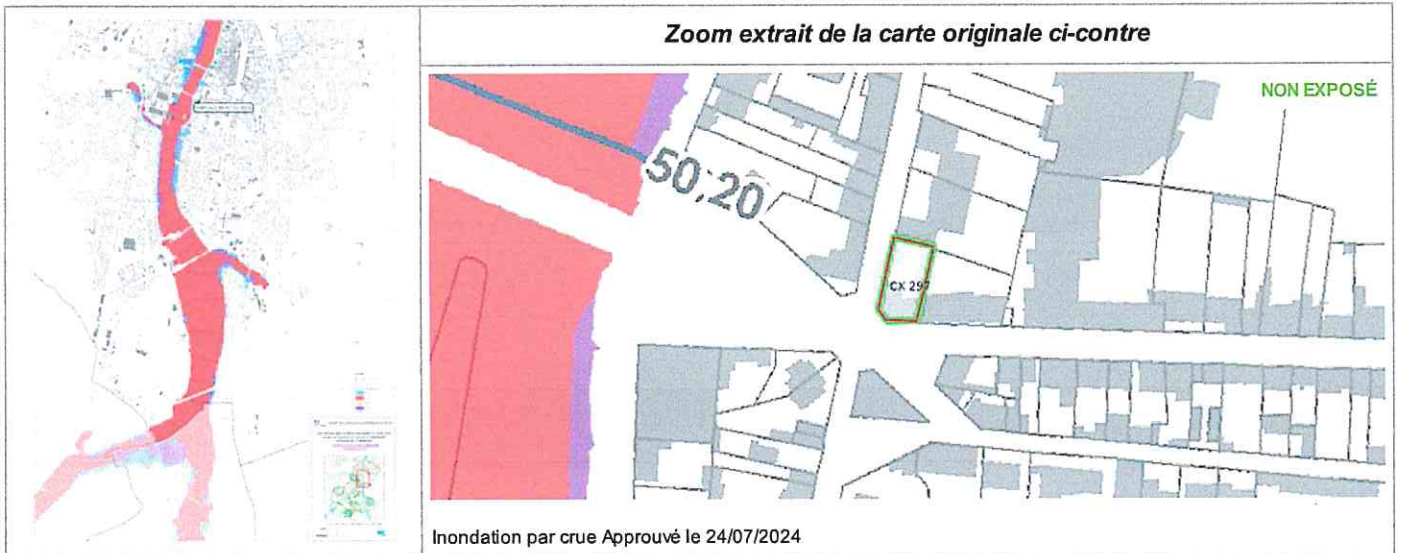 Zoom extrait de la carte originale ci-contre
NON EXPOSÉ
50,20
CX 297
Inondation par crue Approuvé le 24/07/2024